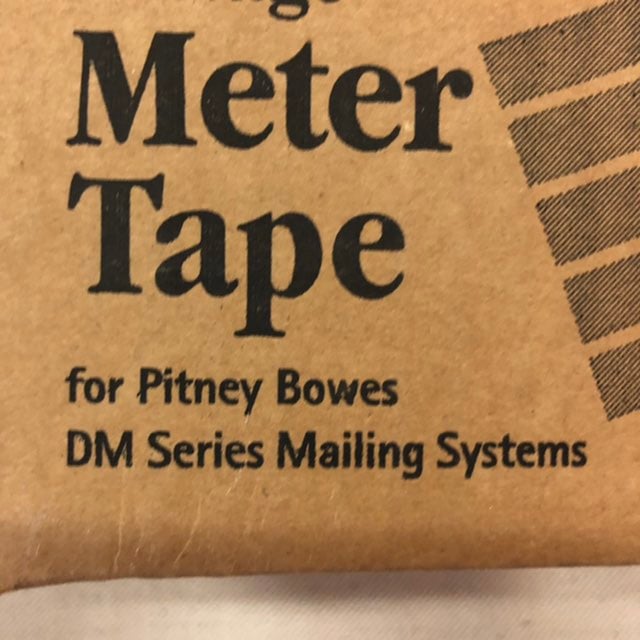 Meter
Tape
for Pitney Bowes
DM Series Mailing Systems